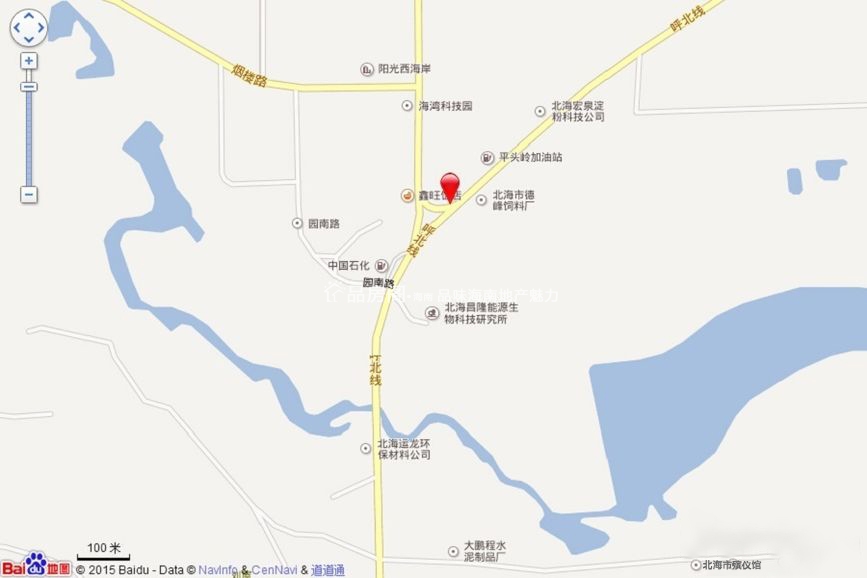 呼北线
烟楼路
阳光西海岸
海湾科技园
北海宏泉淀
粉科技公司
平头岭加油站
鑫旺
店
北海市德
峰饲料厂
园南路
呼北线
中国石化
园南路
北海昌隆能源生
物科技研究所
北线
北海运龙环
保材料公司
100 米
大鹏程水
泥制品厂
北海市殡仪馆
Bai du 地图
© 2015 Baidu - Data © NavInfo & CenNavi & 道道通